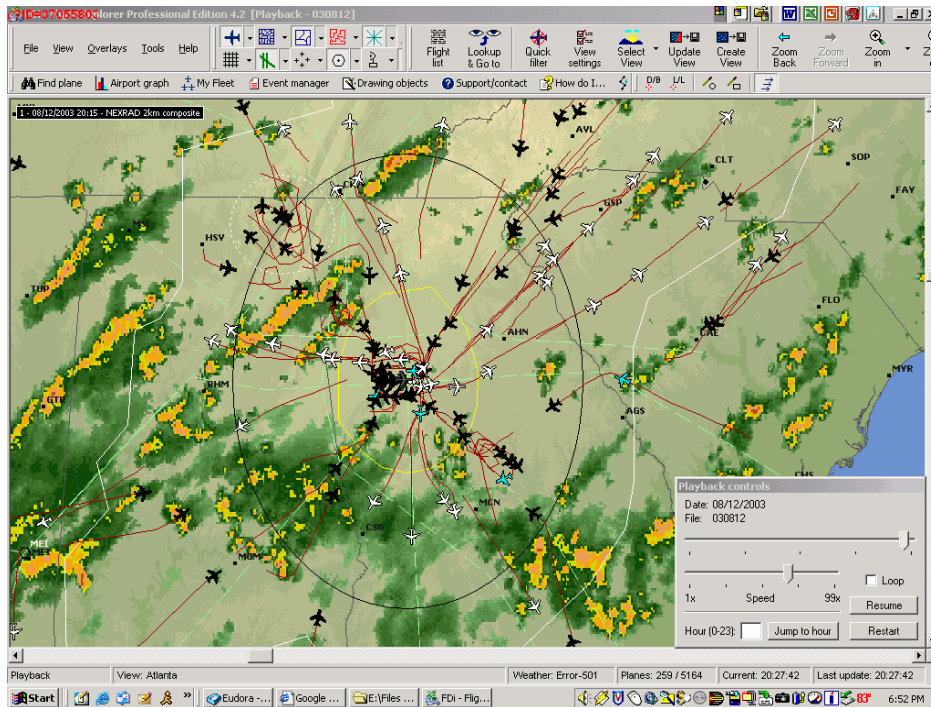 PID=37055803 plorer Professional Edition 4.2 [Playback - 030812]
File View Overlays Tools Help
Flight list
Lookup & Go to
Quick filter
View settings
Select View
Update View
Create View
Zoom Back
Zoom Forward
Zoom in
Find plane Airport graph My Fleet Event manager Drawing objects Support/contact How do I... D/B L/L
1 - 08/12/2003 20:15 - NEXRAD 2km composite
AYL
CLT
SOP
FAY
GSP
HSV
TUP
FLO
AHN
CAE
MYR
BHM
GTR
AGS
CHS
MCN
CSG
MEI
MGM
Playback controls
Date: 08/12/2003
File: 030812
1x Speed 99x
Loop
Resume
Hour (0-23): Jump to hour Restart
Playback View: Atlanta Weather: Error-501 Planes: 259 / 5164 Current: 20:27:42 Last update: 20:27:42
Start » Eudora -... Google ... E:\Files ... FDi - Flig... 83° 6:52 PM